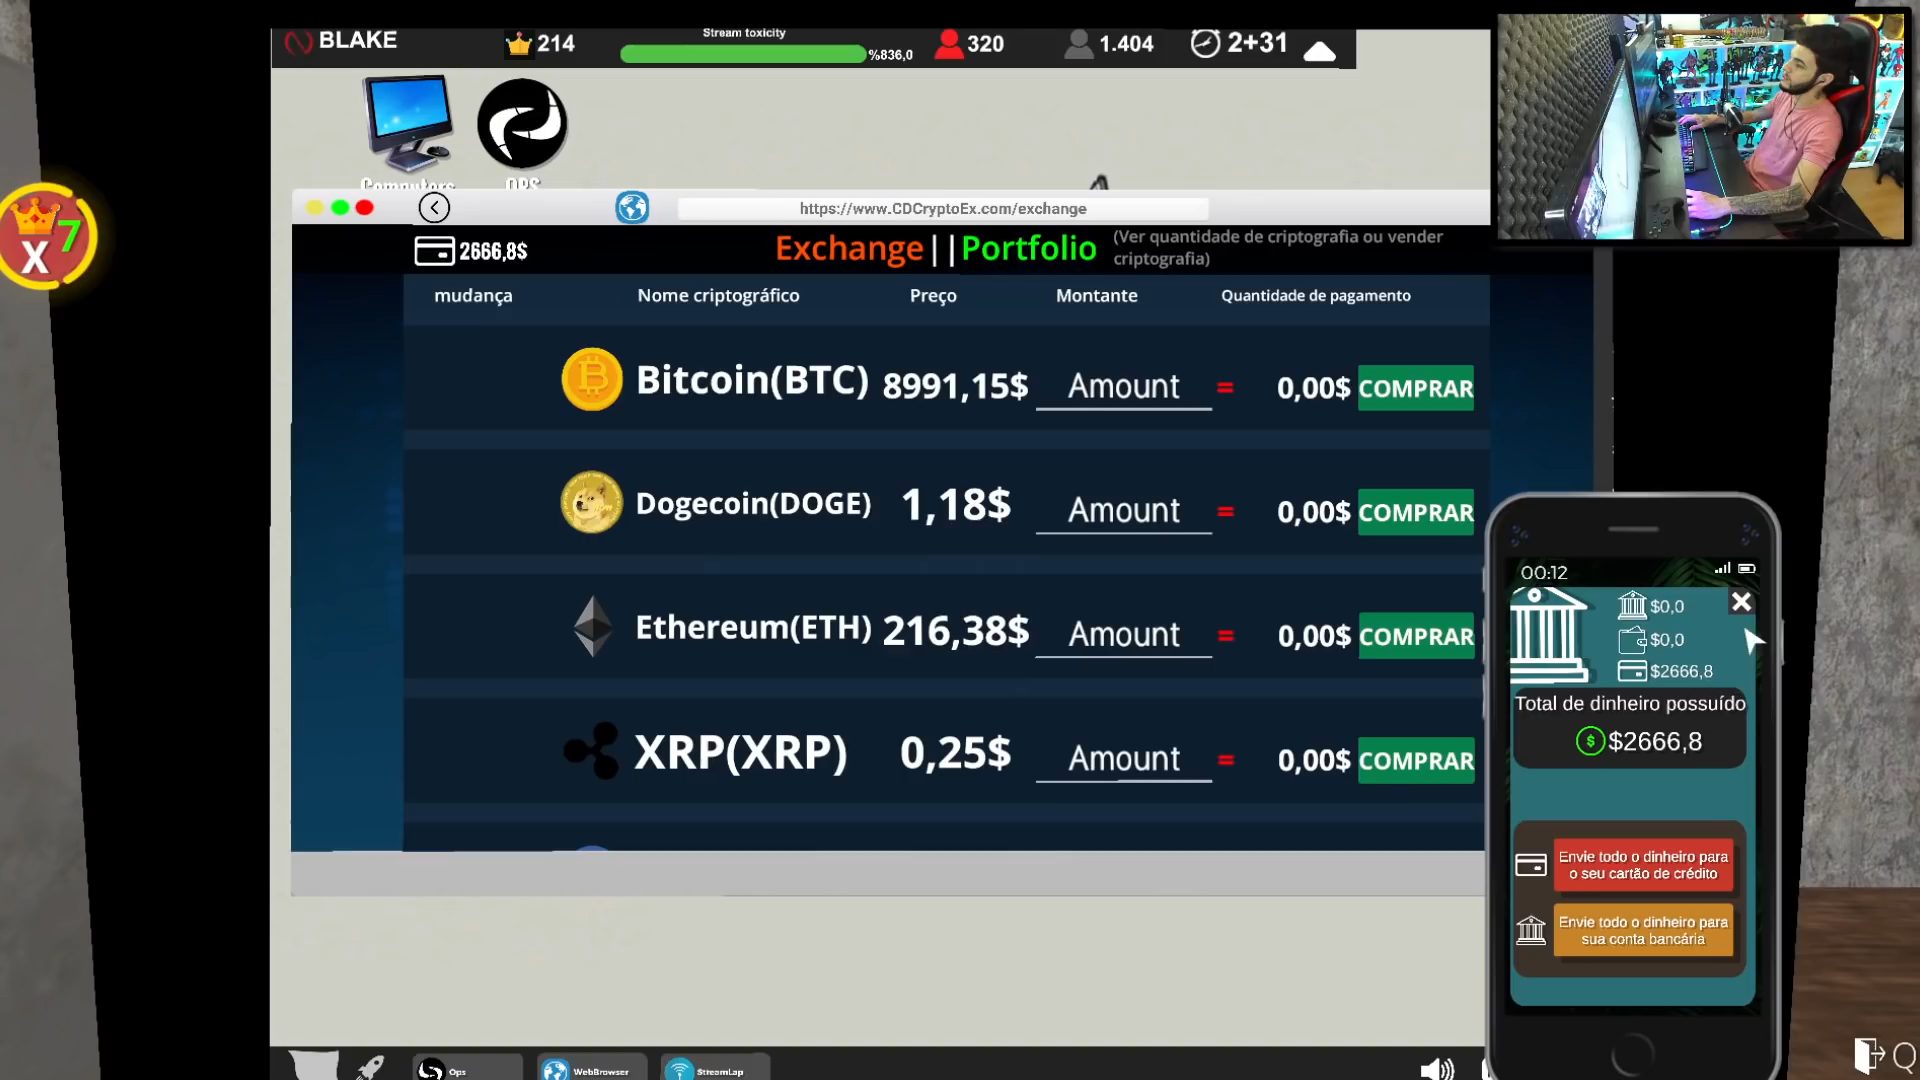 BLAKE
214
Stream toxicity
%836,0
320
1.404
2+31
Computers
OPS
X 7
https://www.CDCryptoEx.com/exchange
2666,8$
Exchange||Portfolio
(Ver quantidade de criptografia ou vender
criptografia)
mudança
Nome criptográfico
Preço
Montante
Quantidade de pagamento
Bitcoin(BTC) 8991,15$ Amount = 0,00$ COMPRAR
Dogecoin(DOGE) 1,18$ Amount = 0,00$ COMPRAR
Ethereum(ETH) 216,38$ Amount = 0,00$ COMPRAR
XRP(XRP) 0,25$ Amount = 0,00$ COMPRAR
00:12
$0,0
$0,0
$2666,8
Total de dinheiro possuído
$ $2666,8
Envie todo o dinheiro para
o seu cartão de crédito
Envie todo o dinheiro para
sua conta bancária
Ops
WebBrowser
StreamLap
Q